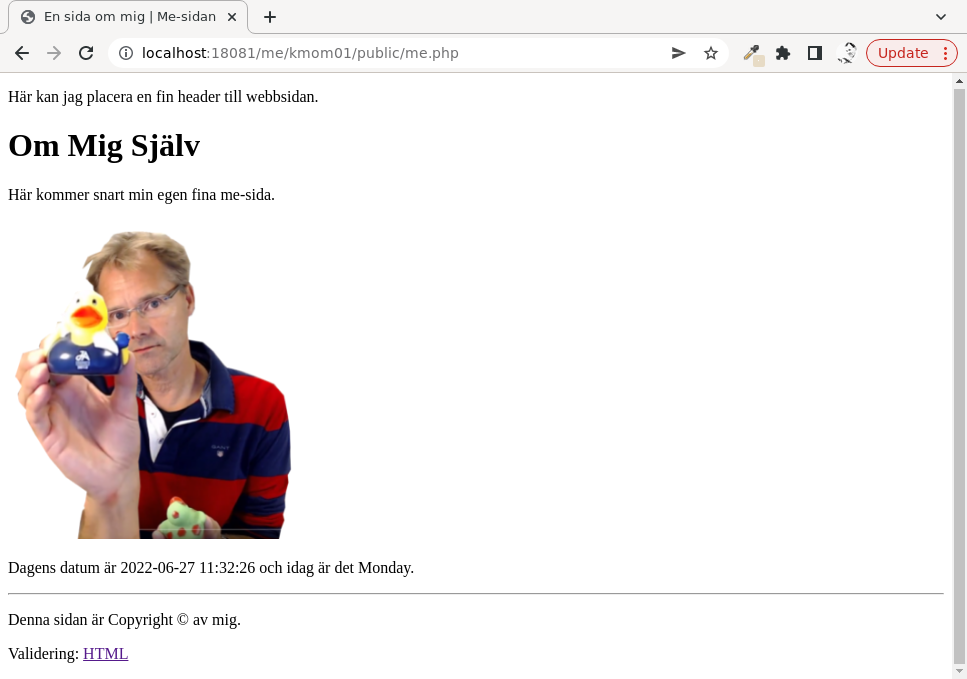 En sida om mig | Me-sidan
localhost:18081/me/kmom01/public/me.php
Update
Här kan jag placera en fin header till webbsidan.
Om Mig Själv
Här kommer snart min egen fina me-sida.
GANT
Dagens datum är 2022-06-27 11:32:26 och idag är det Monday.
Denna sidan är Copyright © av mig.
Validering: HTML